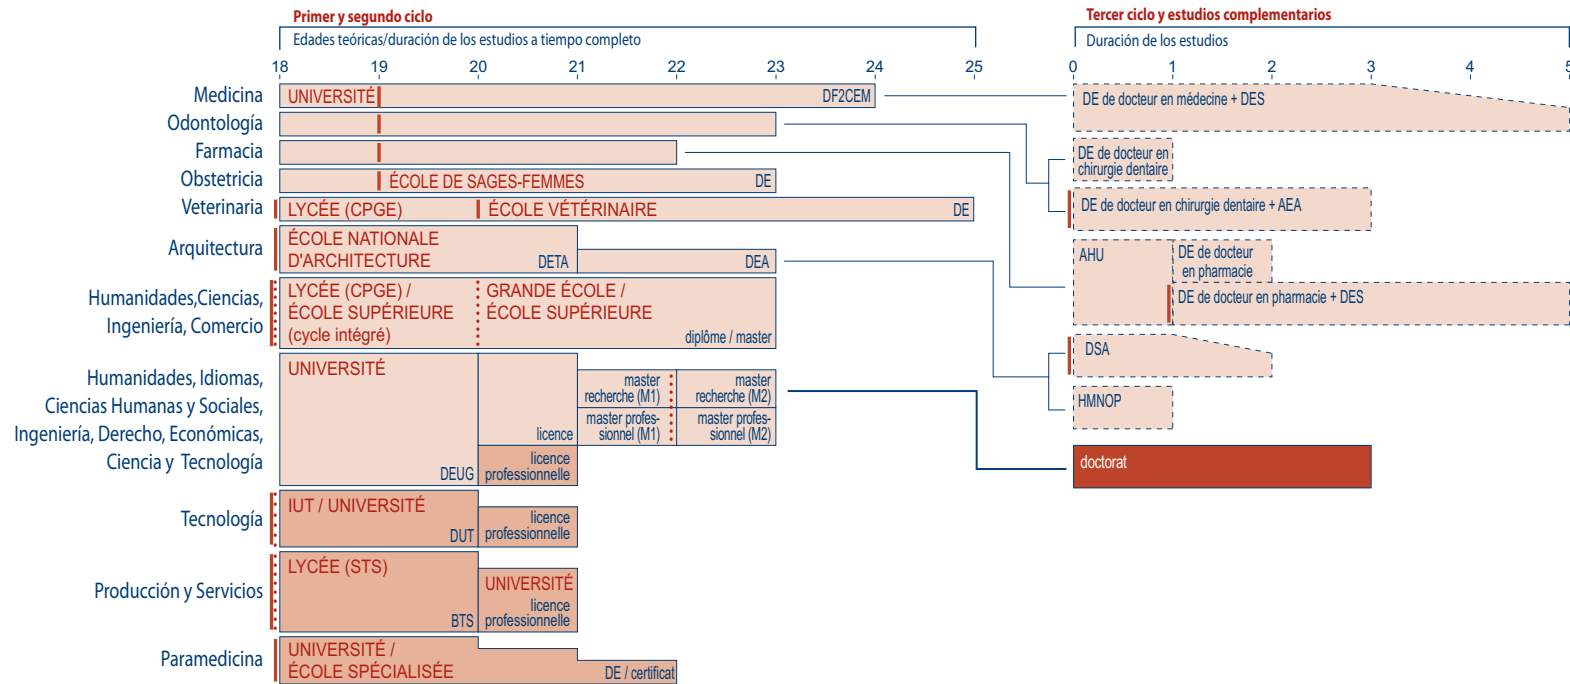 Primer y segundo ciclo
Edades teóricas/duración de los estudios a tiempo completo
18 19 20 21 22 23 24 25
Tercer ciclo y estudios complementarios
Duración de los estudios
0 1 2 3 4 5
Medicina
UNIVERSITÉ
DF2CEM
DE de docteur en médecine + DES
Odontología
Farmacia
DE de docteur en
chirurgie dentaire
Obstetricia
ÉCOLE DE SAGES-FEMMES
DE
Veterinaria
LYCÉE (CPGE)
ÉCOLE VÉTÉRINAIRE
DE
DE de docteur en chirurgie dentaire + AEA
Arquitectura
ÉCOLE NATIONALE
D'ARCHITECTURE
DETA
DEA
AHU
DE de docteur
en pharmacie
DE de docteur en pharmacie + DES
Humanidades,Ciencias,
Ingeniería, Comercio
LYCÉE (CPGE) /
ÉCOLE SUPÉRIEURE
(cycle intégré)
GRANDE ÉCOLE /
ÉCOLE SUPÉRIEURE
diplôme / master
DSA
HMNOP
Humanidades, Idiomas,
Ciencias Humanas y Sociales,
Ingeniería, Derecho, Económicas,
Ciencia y Tecnología
UNIVERSITÉ
DEUG
licence
licence
professionnelle
master
recherche (M1)
master
recherche (M2)
master profes-
sionnel (M1)
master profes-
sionnel (M2)
doctorat
Tecnología
IUT / UNIVERSITÉ
DUT
licence
professionnelle
Producción y Servicios
LYCÉE (STS)
BTS
UNIVERSITÉ
licence
professionnelle
Paramedicina
UNIVERSITÉ /
ÉCOLE SPÉCIALISÉE
DE / certificat